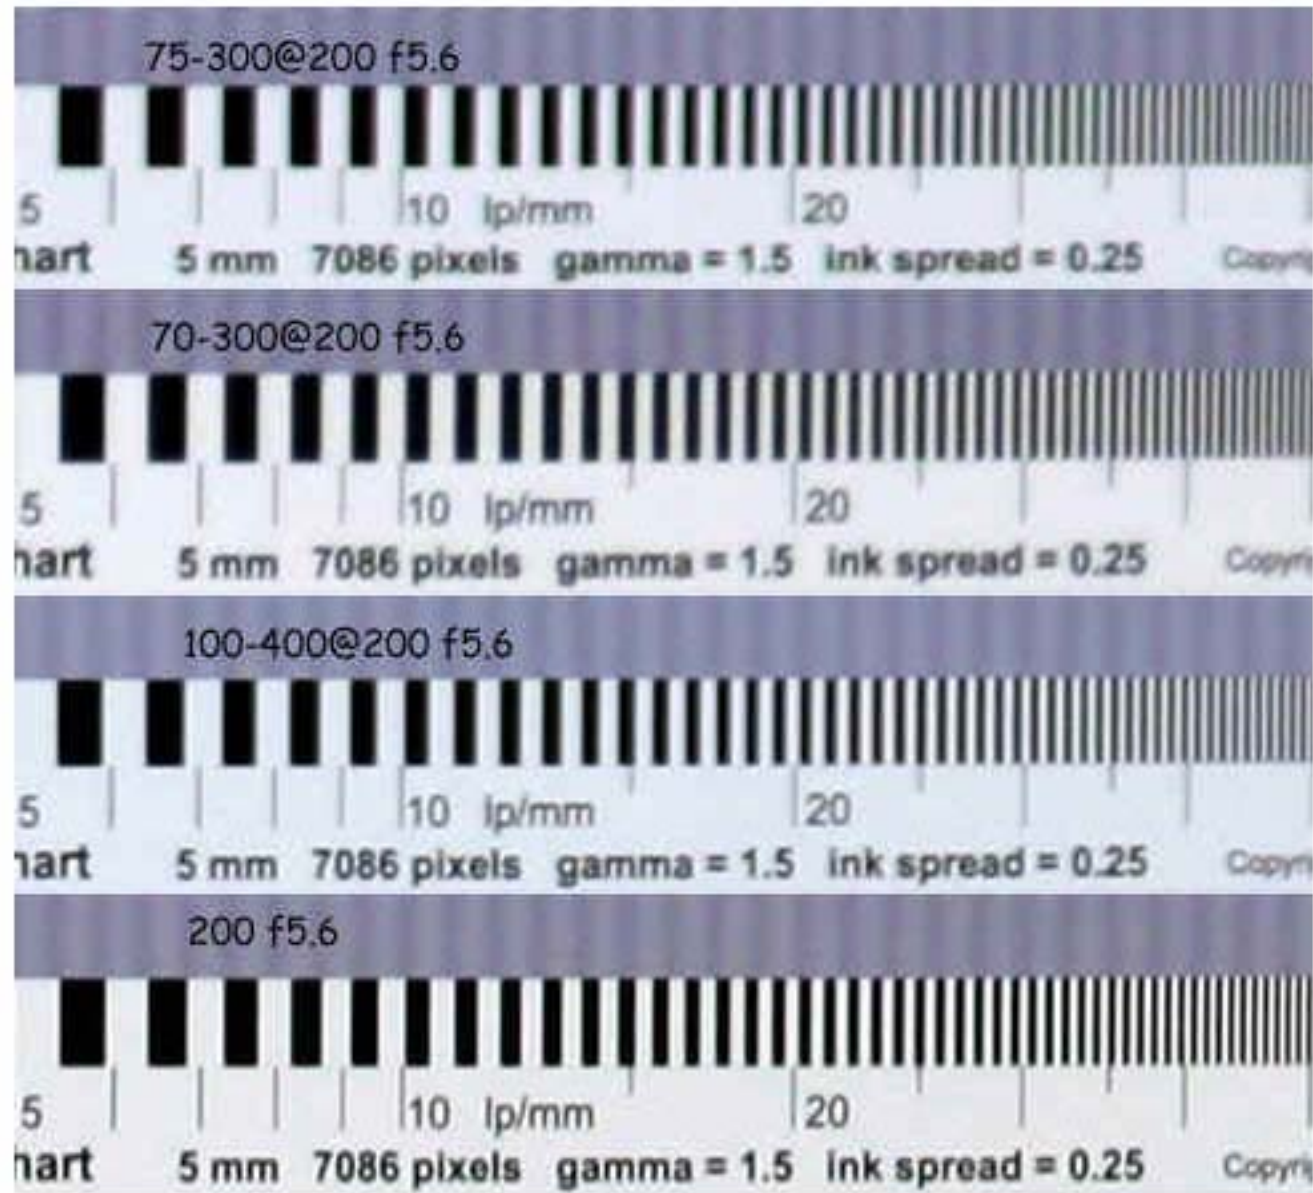 75-300@200 f5.6
5 10 lp/mm 20
hart 5 mm 7086 pixels gamma = 1.5 ink spread = 0.25
70-300@200 f5.6
5 10 lp/mm 20
hart 5 mm 7086 pixels gamma = 1.5 ink spread = 0.25 Copyri
100-400@200 f5.6
5 10 lp/mm 20
hart 5 mm 7086 pixels gamma = 1.5 ink spread = 0.25 Copyri
200 f5.6
5 10 lp/mm 20
hart 5 mm 7086 pixels gamma = 1.5 ink spread = 0.25 Copyri